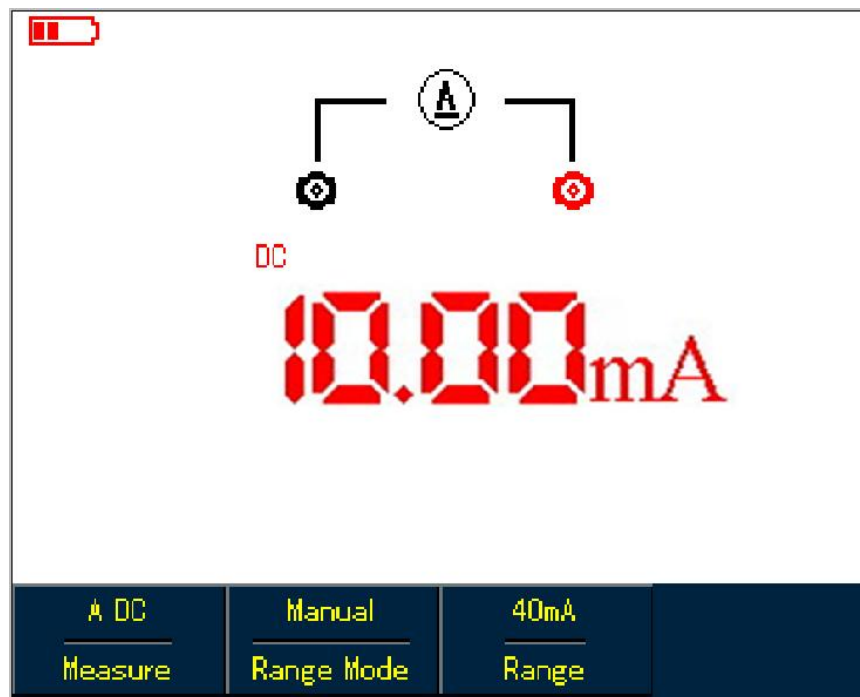 A
DC
10.00mA
A DC Manual 40mA
Measure Range Mode Range